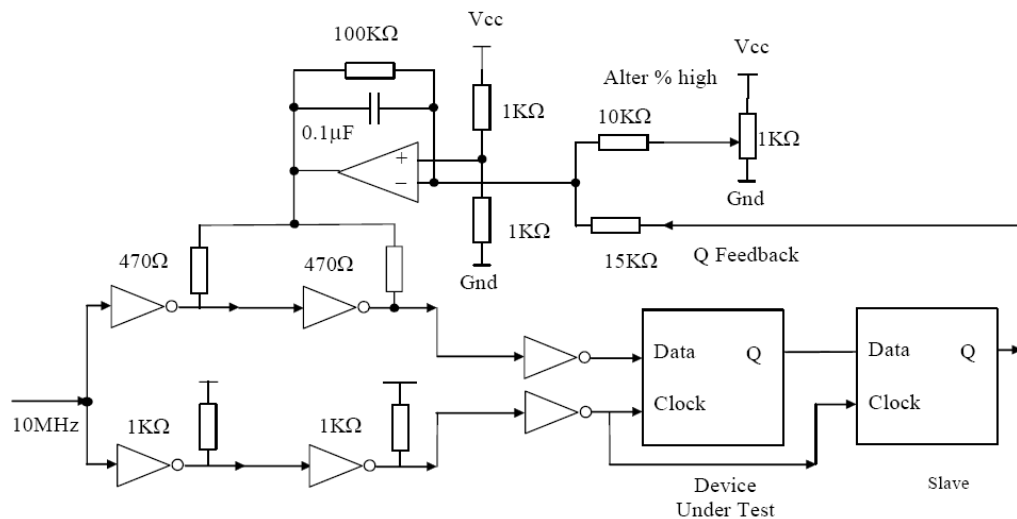 Vcc
100KΩ
Vcc
Alter % high
1KΩ
10KΩ
0.1µF
1KΩ
+
−
Gnd
1KΩ
470Ω
470Ω
15KΩ
Q Feedback
Gnd
Data
Q
Data
Q
Clock
Clock
10MHz
1KΩ
1KΩ
Device
Under Test
Slave